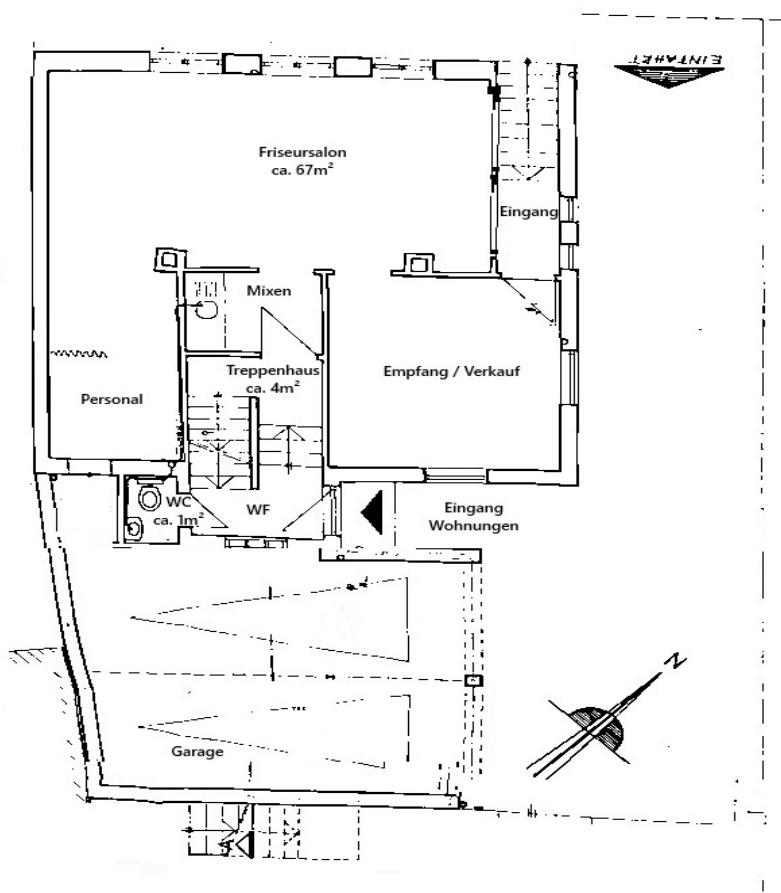 EINFAHRT
Friseursalon
ca. 67m²
Eingang
Mixen
Treppenhaus
ca. 4m²
Empfang / Verkauf
Personal
WC
ca. 1m²
WF
Eingang
Wohnungen
N
Garage